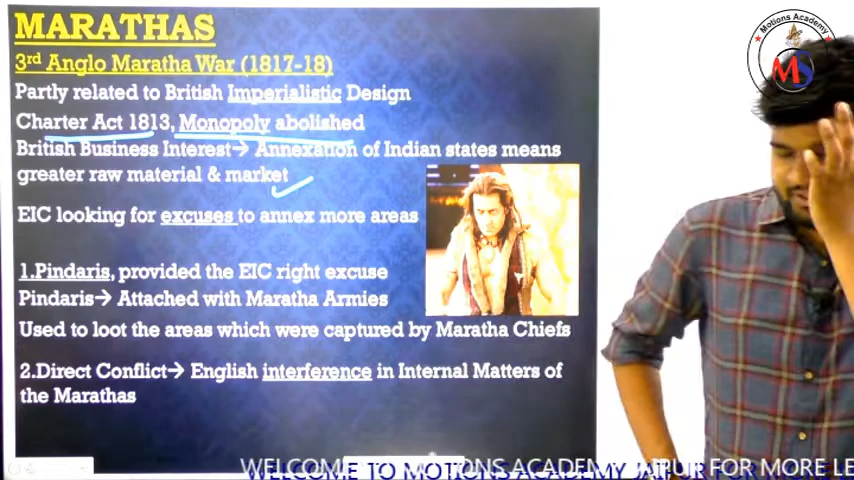 MARATHAS
3rd Anglo Maratha War (1817-18)
Partly related to British Imperialistic Design
Charter Act 1813, Monopoly abolished
British Business Interest→ Annexation of Indian states means
greater raw material & market
EIC looking for excuses to annex more areas
1.Pindaris, provided the EIC right excuse
Pindaris→ Attached with Maratha Armies
Used to loot the areas which were captured by Maratha Chiefs
2.Direct Conflict→ English interference in Internal Matters of
the Marathas
Motions Academy
MS
WELCOME TO MOTIONS ACADEMY JAIPUR FOR MORE LE